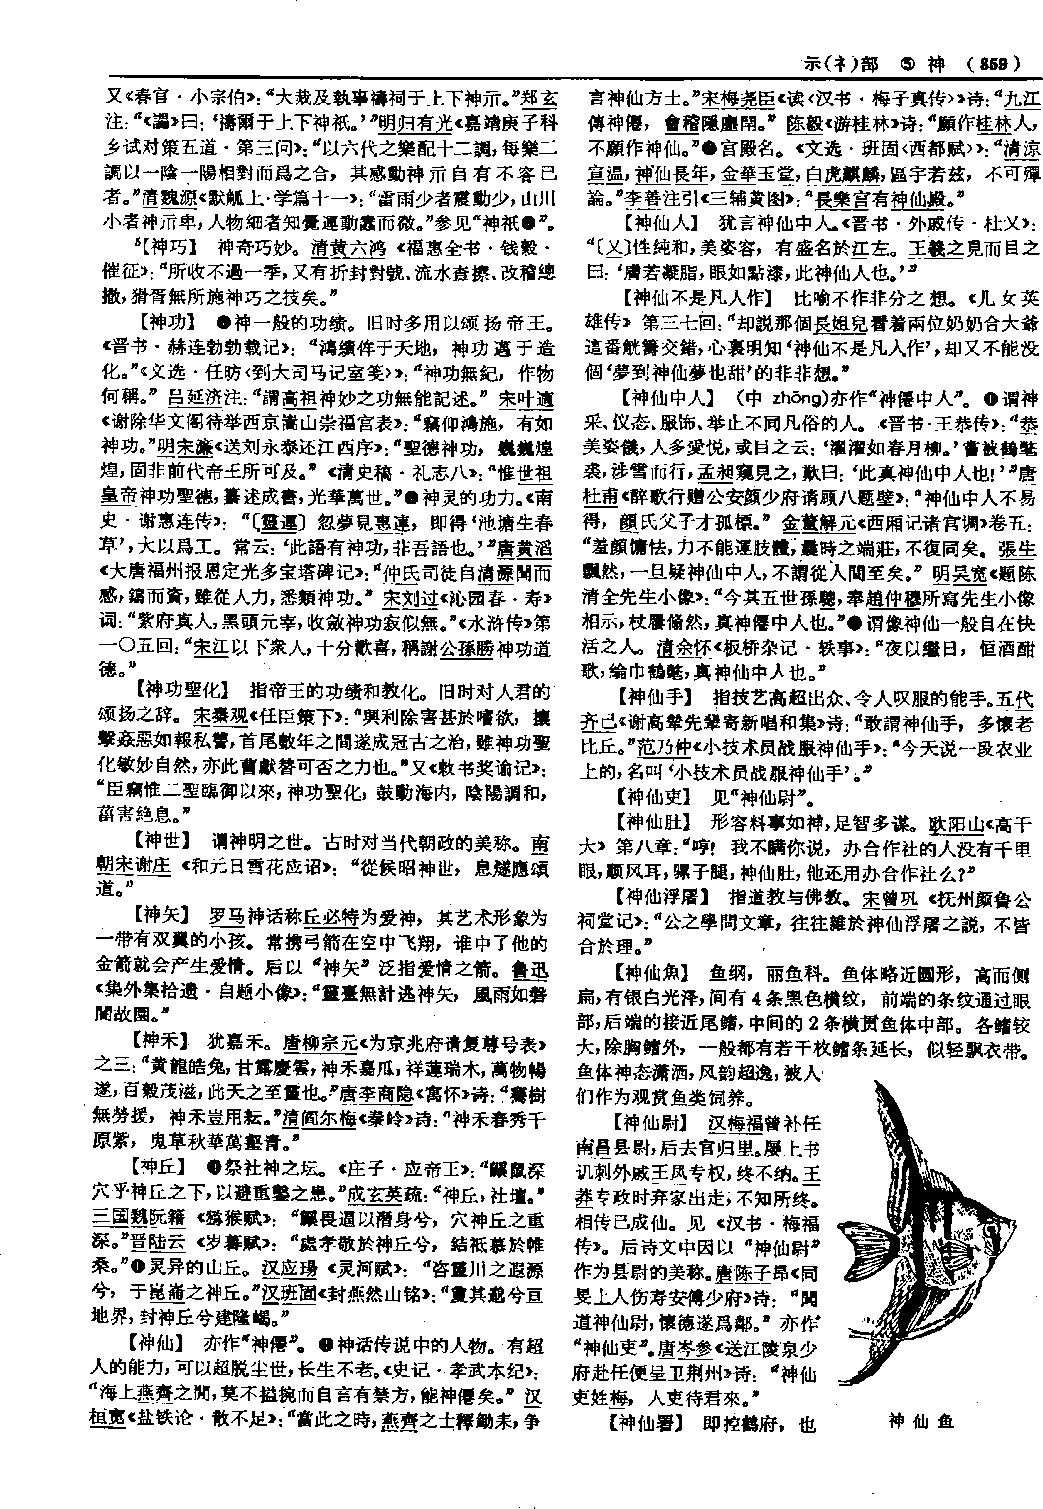 示(礻)部 ⑤ 神 (859)
又《春官·小宗伯》：“大烖及執事禱祠于上下神示。”郑玄
注：“《讄》曰：‘禱爾于上下神祇。’”明归有光《嘉靖庚子科
乡试对策五道·第三问》：“以六代之樂配十二調，每樂二
調以一陰一陽相對而爲之合，其感動神示自有不容已
者。”清魏源《默觚上·学篇十一》：“雷雨少者震動少，山川
小者神示卑，人物細者知覺運動蠢而微。”参见“神祇●”。
【神巧】 神奇巧妙。清黄六鸿《福惠全书·钱穀·
催征》：“所收不過一季，又有折封對號、流水查擦、改稽總
撒，猾胥無所施神巧之技矣。”
【神功】 ❶神一般的功绩。旧时多用以颂扬帝王。
《晋书·赫连勃勃载记》：“鴻績侔于天地，神功邁于造
化。”《文选·任昉〈到大司马记室笺〉》：“神功無紀，作物
何稱。”吕延济注：“謂高祖神妙之功無能記述。”宋叶適
《谢除华文阁待举西京嵩山崇福宫表》：“竊仰鴻施，有如
神功。”明宋濂《送刘永泰还江西序》：“聖德神功，巍巍煌
煌，固非前代帝王所可及。”《清史稿·礼志八》：“惟世祖
皇帝神功聖德，纂述成書，光華萬世。”❷神灵的功力。《南
史·谢惠连传》：“〔靈運〕忽夢見惠連，即得‘池塘生春
草’，大以爲工。常云：‘此語有神功，非吾語也。’”唐黄滔
《大唐福州报恩定光多宝塔碑记》：“仲氏司徒自清源聞而
感，鎬而資，雖從人力，悉類神功。”宋刘过《沁园春·寿》
词：“紫府真人，黑頭元宰，收斂神功寂似無。”《水浒传》第
一〇五回：“宋江以下衆人，十分歡喜，稱謝公孫勝神功道
德。”
【神功聖化】 指帝王的功绩和教化。旧时对人君的
颂扬之辞。宋秦观《任臣策下》：“興利除害甚於嗜欲，攘
擊姦惡如報私讐，首尾數年之間遂成冠古之治，雖神功聖
化敏妙自然，亦此曹獻替可否之力也。”又《敕书奖谕记》：
“臣竊惟二聖臨御以來，神功聖化，鼓動海内，陰陽調和，
菑害絶息。”
【神世】 谓神明之世。古时对当代朝政的美称。南
朝宋谢庄《和元日雪花应诏》：“從候昭神世，息燧應頌
道。”
【神矢】 罗马神话称丘必特为爱神，其艺术形象为
一带有双翼的小孩。常携弓箭在空中飞翔，谁中了他的
金箭就会产生爱情。后以“神矢”泛指爱情之箭。鲁迅
《集外集拾遗·自题小像》：“靈臺無計逃神矢，風雨如磐
闇故園。”
【神禾】 犹嘉禾。唐柳宗元《为京兆府请复尊号表》
之三：“黄龍皓兔，甘露慶雲，神禾嘉瓜，祥蓮瑞木，萬物暢
遂，百穀茂滋，此天之至靈也。”唐李商隐《寓怀》诗：“騫樹
無勞援，神禾豈用耘。”清阎尔梅《秦岭》诗：“神禾春秀千
原紫，鬼草秋華萬壑青。”
【神丘】 ❶祭社神之坛。《庄子·应帝王》：“鼷鼠深
穴乎神丘之下，以避重鑿之患。”成玄英疏：“神丘，社壇。”
三国魏阮籍《猕猴赋》：“鼷畏逼以潛身兮，穴神丘之重
深。”晋陆云《岁暮赋》：“處孝敬於神丘兮，結祇慕於帷
桑。”❷灵异的山丘。汉应瑒《灵河赋》：“咨靈川之遐源
兮，于崑崙之神丘。”汉班固《封燕然山铭》：“夐其邈兮亘
地界，封神丘兮建隆嵑。”
【神仙】 亦作“神僊”。❶神话传说中的人物。有超
人的能力，可以超脱尘世，长生不老。《史记·孝武本纪》：
“海上燕齊之閒，莫不搤捥而自言有禁方，能神僊矣。”汉
桓宽《盐铁论·散不足》：“當此之時，燕齊之士釋鋤耒，争
言神仙方士。”宋梅尧臣《读〈汉书·梅子真传〉》诗：“九江
傳神僊，會稽隱廛閈。”陈毅《游桂林》诗：“願作桂林人，
不願作神仙。”❷宫殿名。《文选·班固〈西都赋〉》：“清涼
宣温，神仙長年，金華玉堂，白虎麒麟，區宇若兹，不可殫
論。”李善注引《三辅黄图》：“長樂宫有神仙殿。”
【神仙人】 犹言神仙中人。《晋书·外戚传·杜乂》：
“〔乂〕性純和，美姿容，有盛名於江左。王羲之見而目之
曰：‘膚若凝脂，眼如點漆，此神仙人也。’”
【神仙不是凡人作】 比喻不作非分之想。《儿女英
雄传》第三七回：“却説那個長姐兒看着兩位奶奶合大爺
這番觥籌交錯，心裏明知‘神仙不是凡人作’，却又不能没
個‘夢到神仙夢也甜’的非非想。”
【神仙中人】 （中 zhōng）亦作“神僊中人”。❶谓神
采、仪态、服饰、举止不同凡俗的人。《晋书·王恭传》：“恭
美姿儀，人多愛悦，或目之云：‘濯濯如春月柳。’嘗被鶴氅
裘，涉雪而行，孟昶窺見之，歎曰：‘此真神仙中人也！’”唐
杜甫《醉歌行赠公安颜少府请顾八题壁》：“神仙中人不易
得，顔氏父子才孤標。”金董解元《西厢记诸宫调》卷五：
“羞顔慵怯，力不能運肢體，曩時之端莊，不復同矣。張生
飄然，一旦疑神仙中人，不謂從人間至矣。”明吴宽《题陈
清全先生小像》：“今其五世孫璁，奉趙仲穆所寫先生小像
相示，杖屨翛然，真神僊中人也。”❷谓像神仙一般自在快
活之人。清余怀《板桥杂记·轶事》：“夜以繼日，恒酒酣
歌，綸巾鶴氅，真神仙中人也。”
【神仙手】 指技艺高超出众、令人叹服的能手。五代
齐己《谢高辇先辈寄新唱和集》诗：“敢謂神仙手，多懷老
比丘。”范乃仲《小技术员战服神仙手》：“今天说一段农业
上的，名叫‘小技术员战服神仙手’。”
【神仙吏】 见“神仙尉”。
【神仙肚】 形容料事如神，足智多谋。欧阳山《高干
大》第八章：“哼！我不瞒你说，办合作社的人没有千里
眼，顺风耳，骡子腿，神仙肚，他还用办合作社么？”
【神仙浮屠】 指道教与佛教。宋曾巩《抚州颜鲁公
祠堂记》：“公之學問文章，往往雜於神仙浮屠之説，不皆
合於理。”
【神仙魚】 鱼纲，丽鱼科。鱼体略近圆形，高而侧
扁，有银白光泽，间有4条黑色横纹，前端的条纹通过眼
部，后端的接近尾鳍，中间的2条横贯鱼体中部。各鳍较
大，除胸鳍外，一般都有若干枚鳍条延长，似轻飘衣带。
鱼体神态潇洒，风韵超逸，被人
们作为观赏鱼类饲养。
【神仙尉】 汉梅福曾补任
南昌县尉，后去官归里。屡上书
讥刺外戚王凤专权，终不纳。王
莽专政时弃家出走，不知所终。
相传已成仙。见《汉书·梅福
传》。后诗文中因以“神仙尉”
作为县尉的美称。唐陈子昂《同
旻上人伤寿安傅少府》诗：“聞
道神仙尉，懷德遂爲鄰。”亦作
“神仙吏”。唐岑参《送江陵泉少
府赴任便呈卫荆州》诗：“神仙
吏姓梅，人吏待君來。”
【神仙署】 即控鹤府，也
神仙鱼